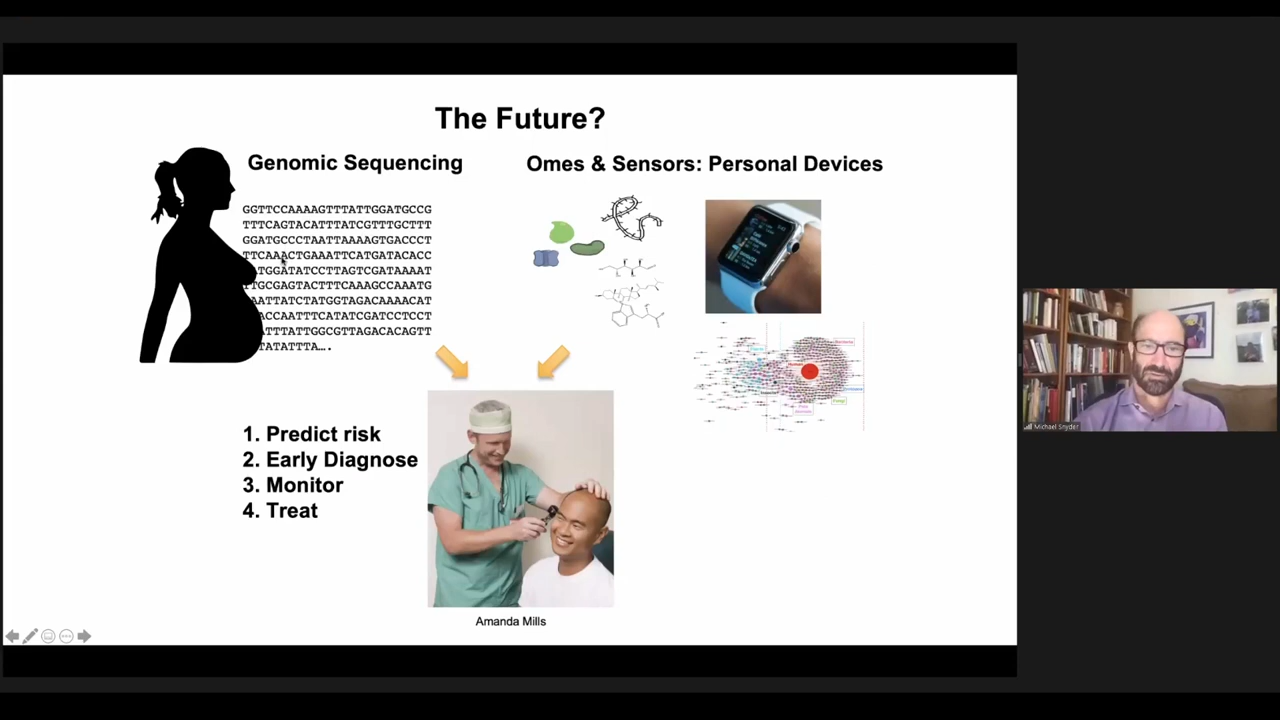 The Future?
Genomic Sequencing
Omes & Sensors: Personal Devices
GGTTCCAAAAGTTTATTGGATGCCG
TTTCAGTACATTTATCGTTTGCTTT
GGATGCCCTAATTAAAAGTGACCCT
TTCAAACTGAAATTCATGATACACC
ATGGATATCCTTAGTCGATAAAAT
TGCGAGTACTTTCAAAGCCAAATG
AATTATCTATGGTAGACAAAACAT
ACCAATTTCATATCGATCCTCCT
ATTTATTGGCGTTAGACACAGTT
TATATTTA….
1. Predict risk
2. Early Diagnose
3. Monitor
4. Treat
Amanda Mills
Michael Snyder